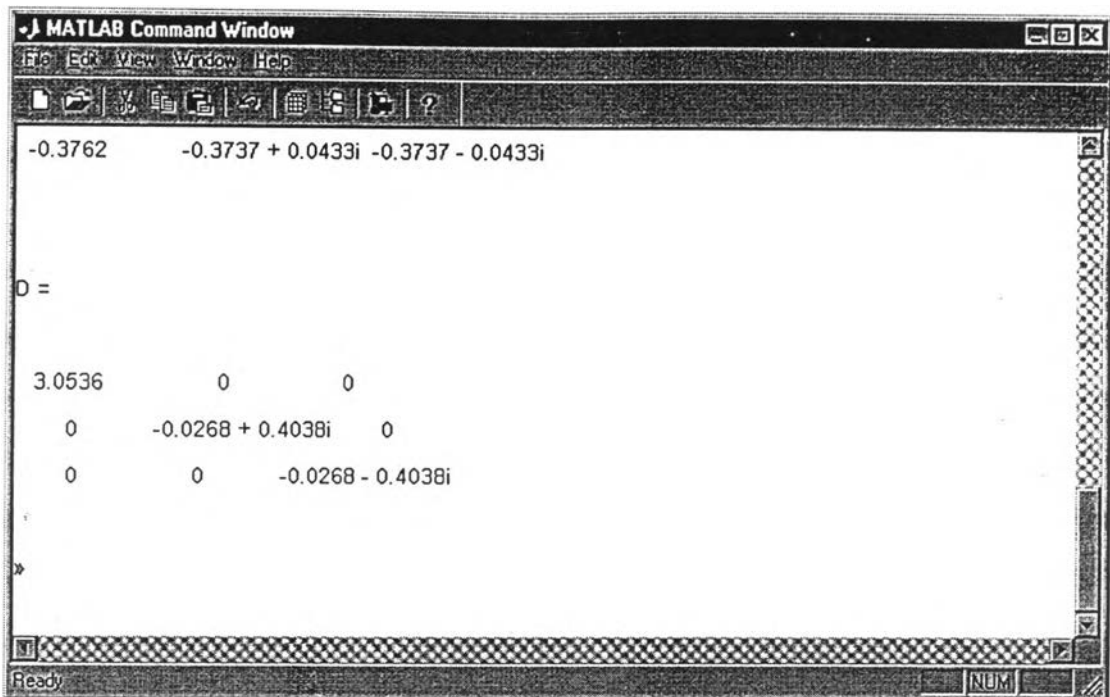 MATLAB Command Window
File Edit View Window Help
?
-0.3762 -0.3737 + 0.0433i -0.3737 - 0.0433i
D =
3.0536 0 0
0 -0.0268 + 0.4038i 0
0 0 -0.0268 - 0.4038i
»
Ready NUM